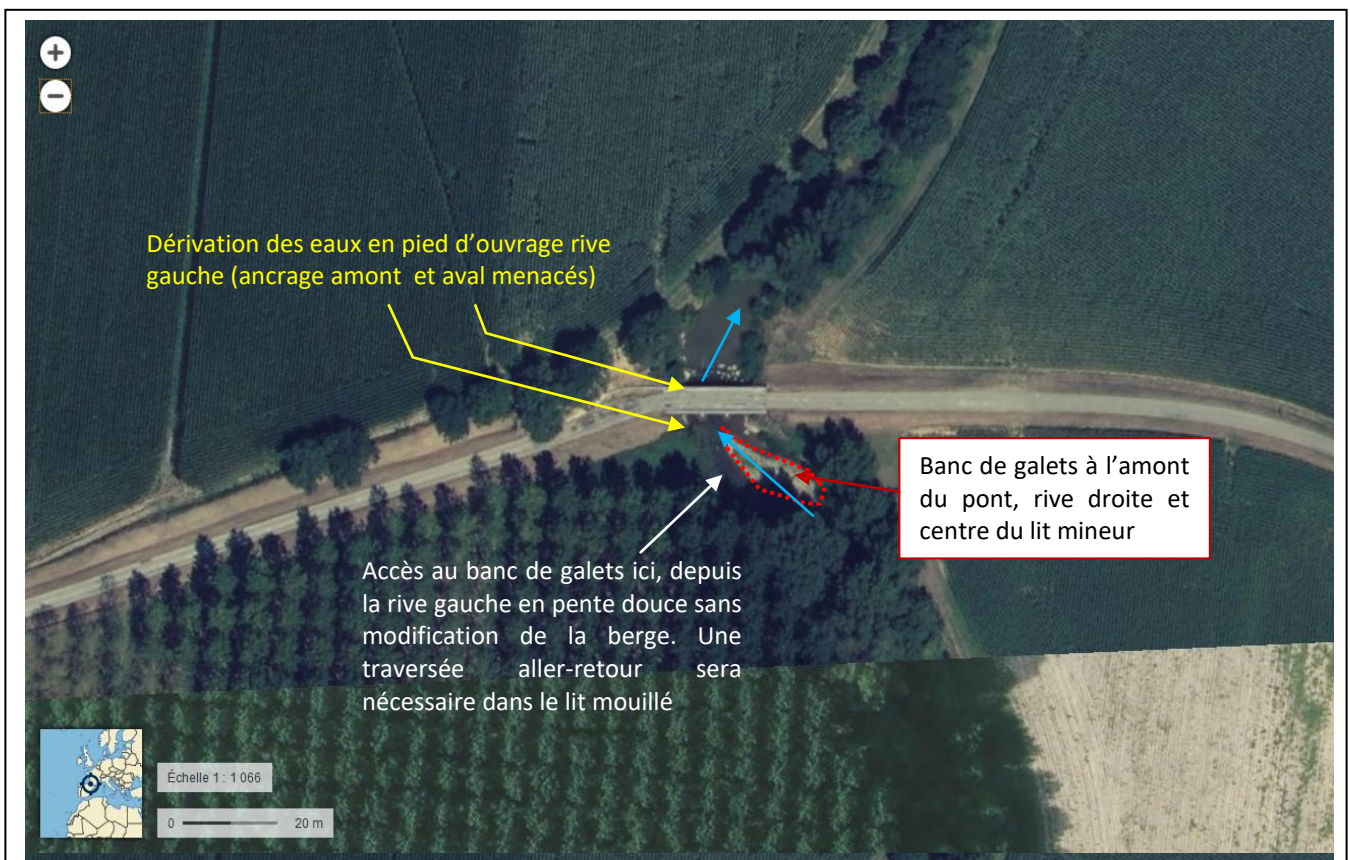 Dérivation des eaux en pied d’ouvrage rive
gauche (ancrage amont et aval menacés)
Banc de galets à l’amont
du pont, rive droite et
centre du lit mineur
Accès au banc de galets ici, depuis
la rive gauche en pente douce sans
modification de la berge. Une
traversée aller-retour sera
nécessaire dans le lit mouillé
Échelle 1 : 1 066
0 20 m